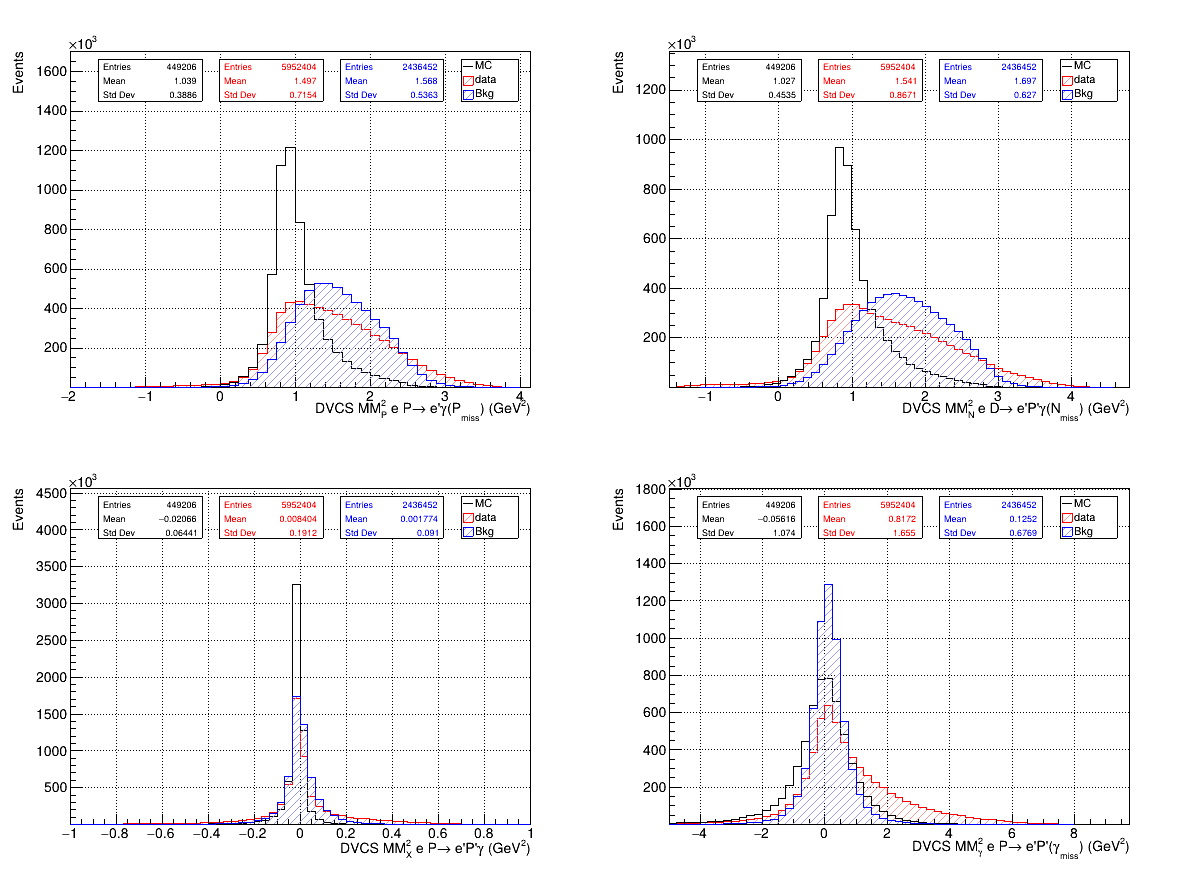 ×10³
Events
1600
1400
1200
1000
800
600
400
200
−2 −1 0 1 2 3 4
Entries 449206
Mean 1.039
Std Dev 0.3886
Entries 5952404
Mean 1.497
Std Dev 0.7154
Entries 2436452
Mean 1.568
Std Dev 0.5363
MC
data
Bkg
DVCS MM²_P e P→ e'γ(P_miss) (GeV²)
×10³
Events
1200
1000
800
600
400
200
−1 0 1 2 3 4
Entries 449206
Mean 1.027
Std Dev 0.4535
Entries 5952404
Mean 1.541
Std Dev 0.8671
Entries 2436452
Mean 1.697
Std Dev 0.627
MC
data
Bkg
DVCS MM²_N e D→ e'P'γ(N_miss) (GeV²)
×10³
Events
4500
4000
3500
3000
2500
2000
1500
1000
500
−1 −0.8 −0.6 −0.4 −0.2 0 0.2 0.4 0.6 0.8 1
Entries 449206
Mean −0.02066
Std Dev 0.06441
Entries 5952404
Mean 0.008404
Std Dev 0.1912
Entries 2436452
Mean 0.001774
Std Dev 0.091
MC
data
Bkg
DVCS MM²_X e P→ e'P'γ (GeV²)
×10³
Events
1800
1600
1400
1200
1000
800
600
400
200
−4 −2 0 2 4 6 8
Entries 449206
Mean −0.05616
Std Dev 1.074
Entries 5952404
Mean 0.8172
Std Dev 1.655
Entries 2436452
Mean 0.1252
Std Dev 0.6769
MC
data
Bkg
DVCS MM²_γ e P→ e'P'(γ_miss) (GeV²)